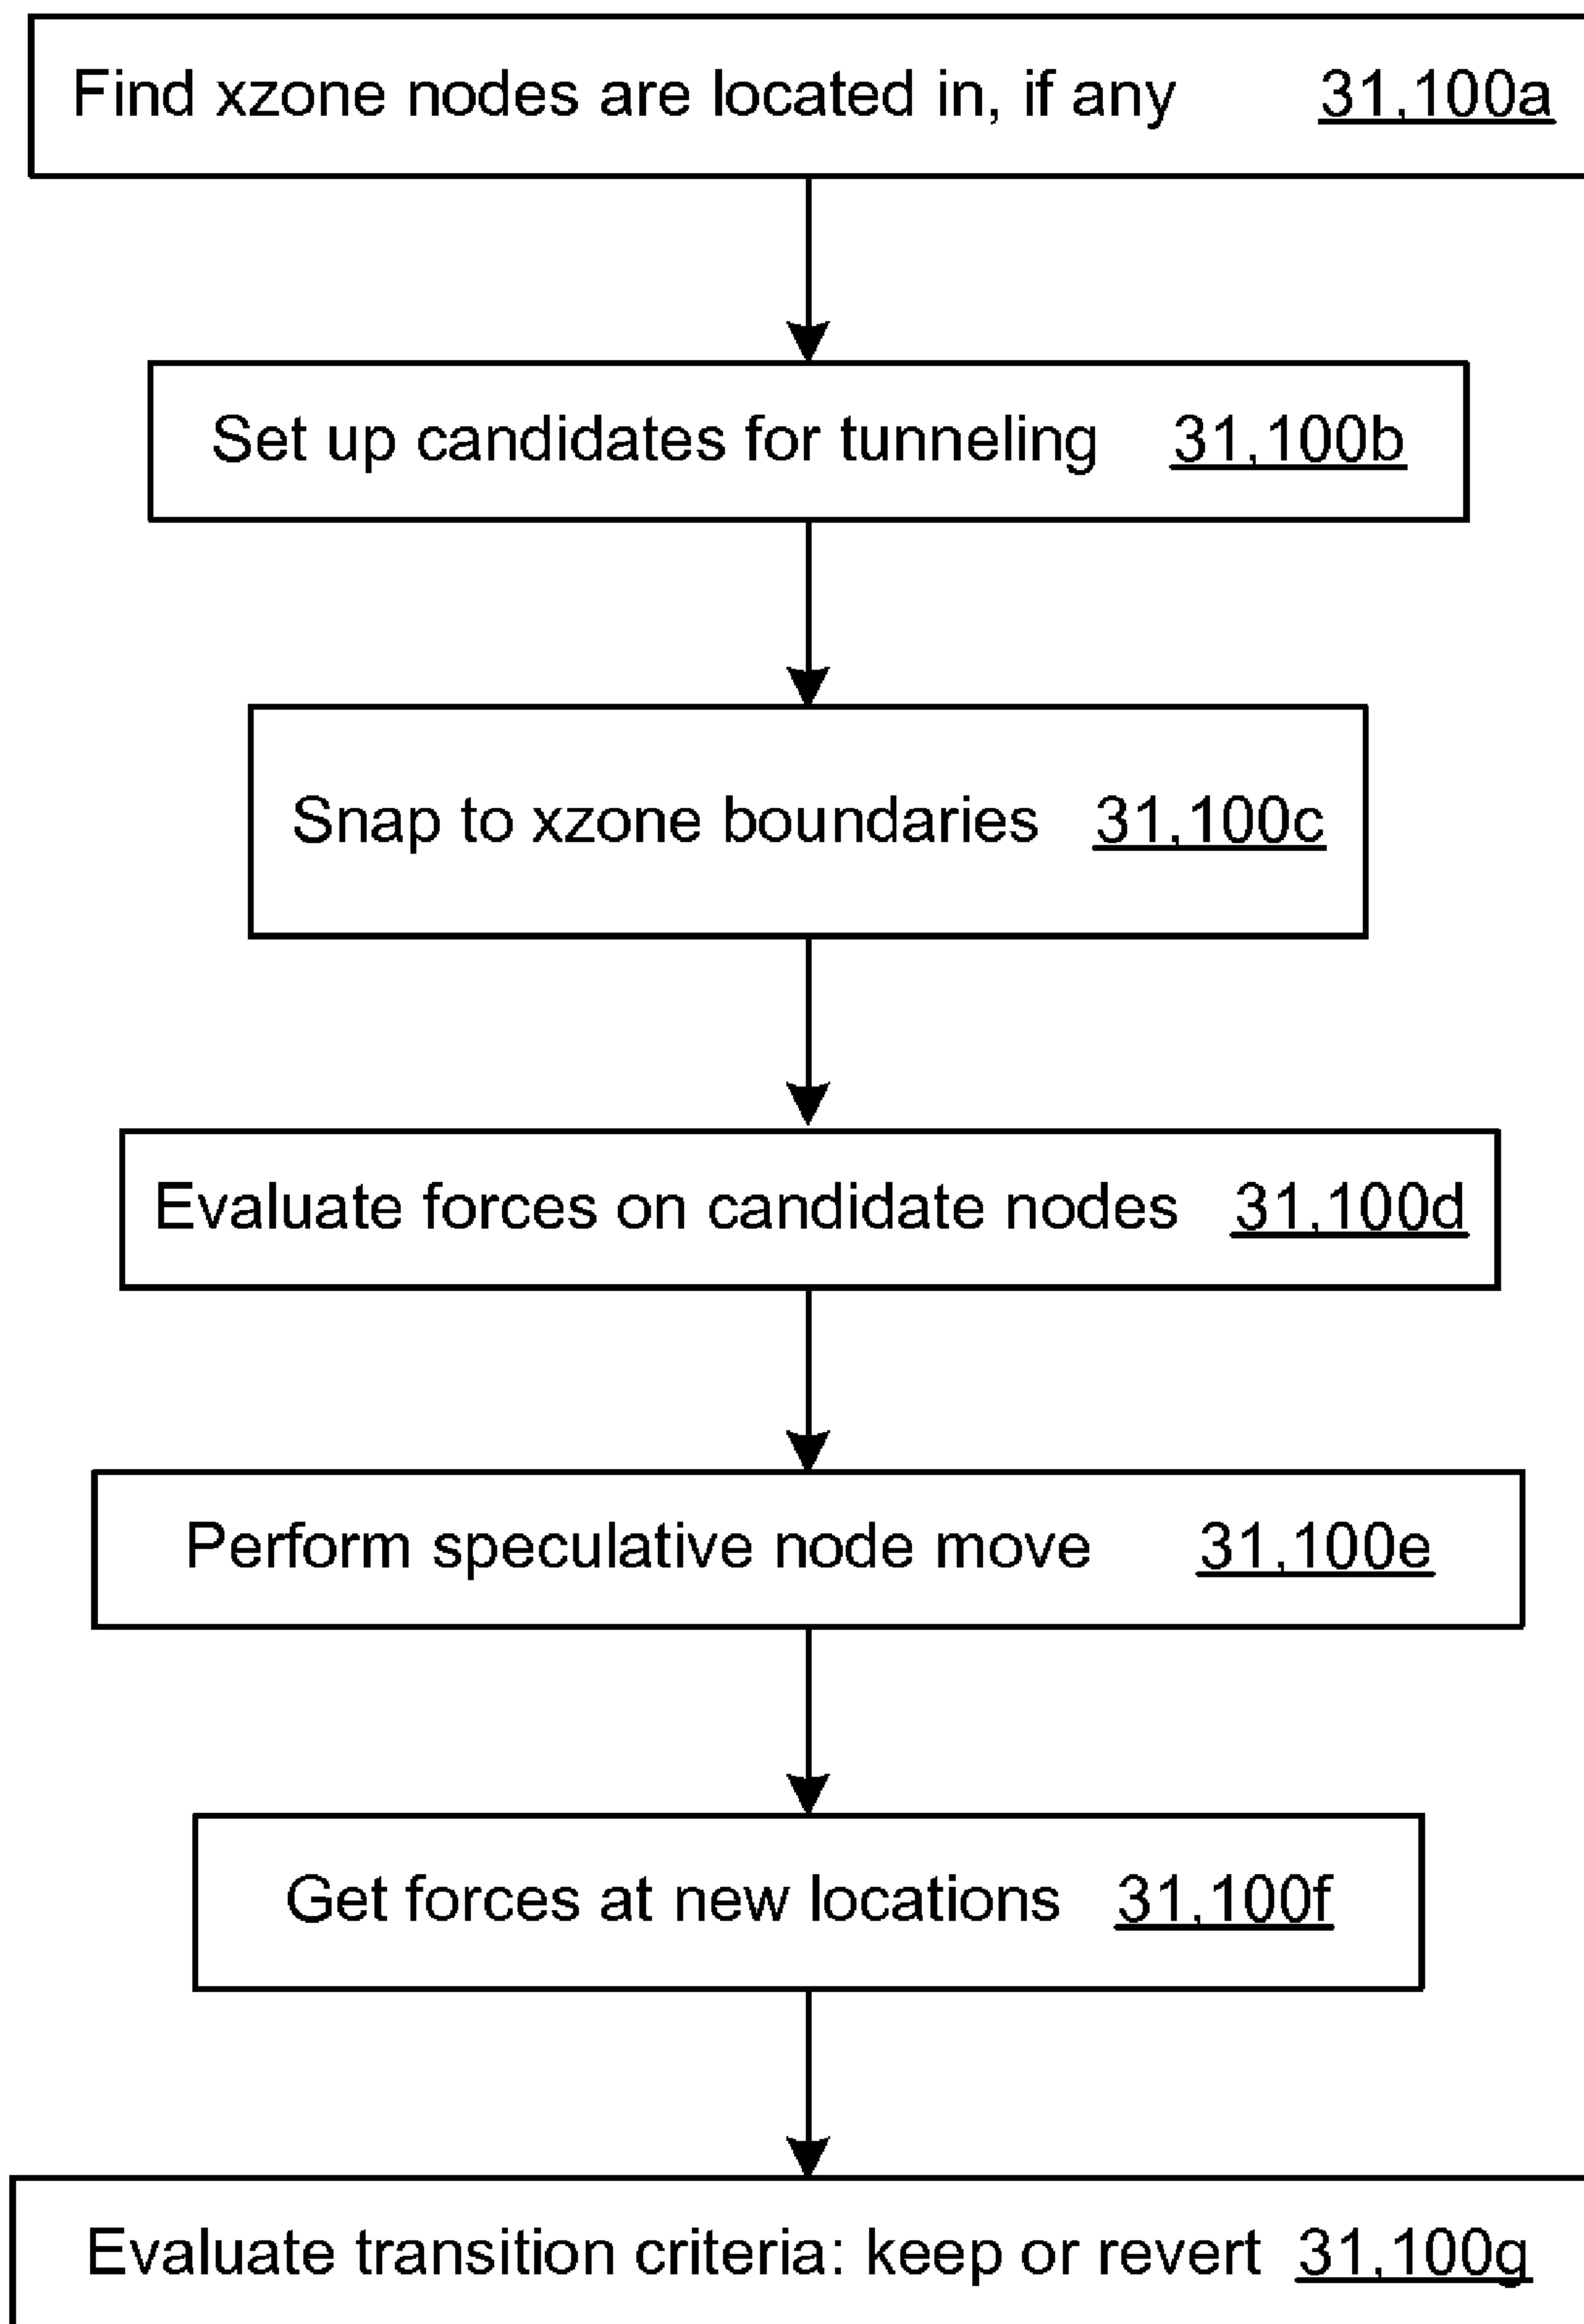 Find xzone nodes are located in, if any 31,100a
Set up candidates for tunneling 31,100b
Snap to xzone boundaries 31,100c
Evaluate forces on candidate nodes 31,100d
Perform speculative node move 31,100e
Get forces at new locations 31,100f
Evaluate transition criteria: keep or revert 31,100g